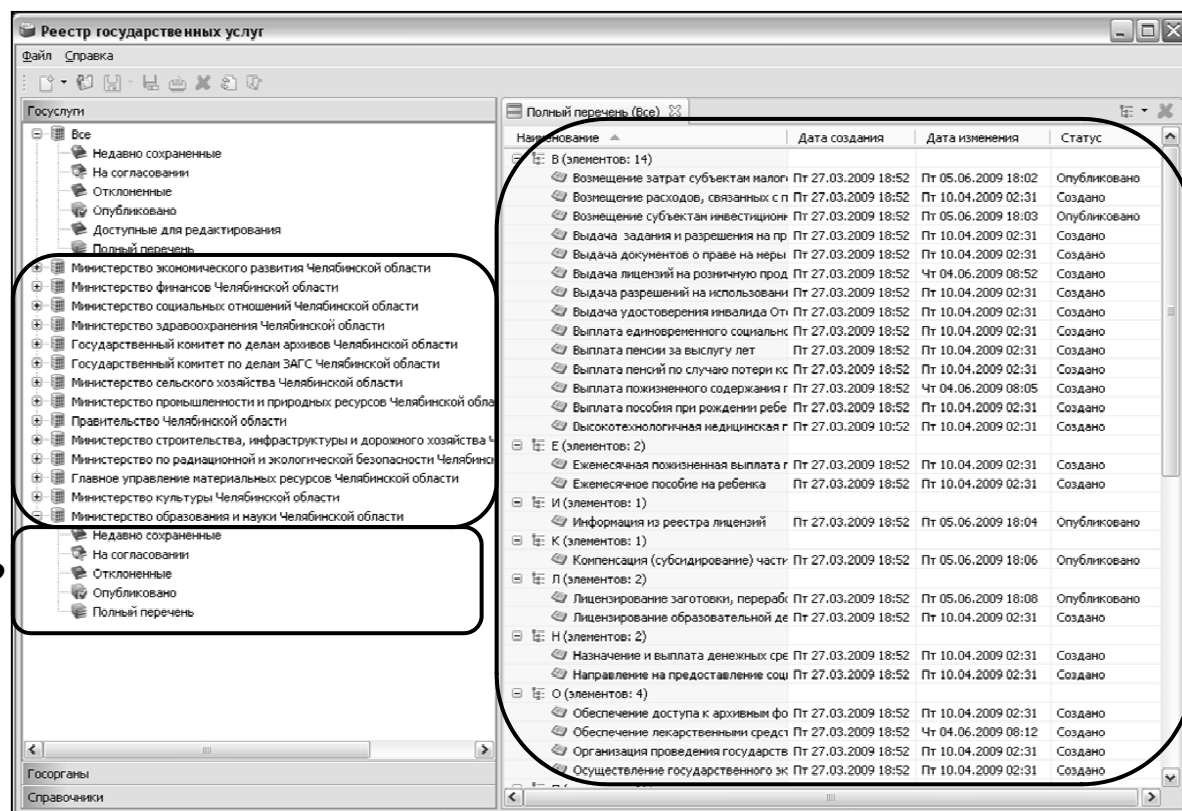 Реестр государственных услуг
Файл Справка
Госуслуги
Все
Недавно сохраненные
На согласовании
Отклоненные
Опубликовано
Доступные для редактирования
Полный перечень
Министерство экономического развития Челябинской области
Министерство финансов Челябинской области
Министерство социальных отношений Челябинской области
Министерство здравоохранения Челябинской области
Государственный комитет по делам архивов Челябинской области
Государственный комитет по делам ЗАГС Челябинской области
Министерство сельского хозяйства Челябинской области
Министерство промышленности и природных ресурсов Челябинской обла
Правительство Челябинской области
Министерство строительства, инфраструктуры и дорожного хозяйства Ч
Министерство по радиационной и экологической безопасности Челябинск
Главное управление материальных ресурсов Челябинской области
Министерство культуры Челябинской области
Министерство образования и науки Челябинской области
Недавно сохраненные
На согласовании
Отклоненные
Опубликовано
Полный перечень
Госорганы
Справочники
Полный перечень (Все)
Наименование Дата создания Дата изменения Статус
В (элементов: 14)
Возмещение затрат субъектам малог Пт 27.03.2009 18:52 Пт 05.06.2009 18:02 Опубликовано
Возмещение расходов, связанных с п Пт 27.03.2009 18:52 Пт 10.04.2009 02:31 Создано
Возмещение субъектам инвестицион Пт 27.03.2009 18:52 Пт 05.06.2009 18:03 Опубликовано
Выдача задания и разрешения на пр Пт 27.03.2009 18:52 Пт 10.04.2009 02:31 Создано
Выдача документов о праве на меры Пт 27.03.2009 18:52 Пт 10.04.2009 02:31 Создано
Выдача лицензий на розничную прод Пт 27.03.2009 18:52 Чт 04.06.2009 08:52 Создано
Выдача разрешений на использовани Пт 27.03.2009 18:52 Пт 10.04.2009 02:31 Создано
Выдача удостоверения инвалида От Пт 27.03.2009 18:52 Пт 10.04.2009 02:31 Создано
Выплата единовременного социальнс Пт 27.03.2009 18:52 Пт 10.04.2009 02:31 Создано
Выплата пенсии за выслугу лет Пт 27.03.2009 18:52 Пт 10.04.2009 02:31 Создано
Выплата пенсий по случаю потери кс Пт 27.03.2009 18:52 Пт 10.04.2009 02:31 Создано
Выплата пожизненного содержания г Пт 27.03.2009 18:52 Чт 04.06.2009 08:05 Создано
Выплата пособия при рождении ребе Пт 27.03.2009 18:52 Пт 10.04.2009 02:31 Создано
Высокотехнологичная медицинская г Пт 27.03.2009 18:52 Пт 10.04.2009 02:31 Создано
Е (элементов: 2)
Ежемесячная пожизненная выплата г Пт 27.03.2009 18:52 Пт 10.04.2009 02:31 Создано
Ежемесячное пособие на ребенка Пт 27.03.2009 18:52 Пт 10.04.2009 02:31 Создано
И (элементов: 1)
Информация из реестра лицензий Пт 27.03.2009 18:52 Пт 05.06.2009 18:04 Опубликовано
К (элементов: 1)
Компенсация (субсидирование) части Пт 27.03.2009 18:52 Пт 05.06.2009 18:06 Опубликовано
Л (элементов: 2)
Лицензирование заготовки, перерабс Пт 27.03.2009 18:52 Пт 05.06.2009 18:08 Опубликовано
Лицензирование образовательной де Пт 27.03.2009 18:52 Пт 10.04.2009 02:31 Создано
Н (элементов: 2)
Назначение и выплата денежных сре Пт 27.03.2009 18:52 Пт 10.04.2009 02:31 Создано
Направление на предоставление соц Пт 27.03.2009 18:52 Пт 10.04.2009 02:31 Создано
О (элементов: 4)
Обеспечение доступа к архивным фо Пт 27.03.2009 18:52 Пт 10.04.2009 02:31 Создано
Обеспечение лекарственными средст Пт 27.03.2009 18:52 Чт 04.06.2009 08:12 Создано
Организация проведения государств Пт 27.03.2009 18:52 Пт 10.04.2009 02:31 Создано
Осуществление государственного эк Пт 27.03.2009 18:52 Пт 10.04.2009 02:31 Создано